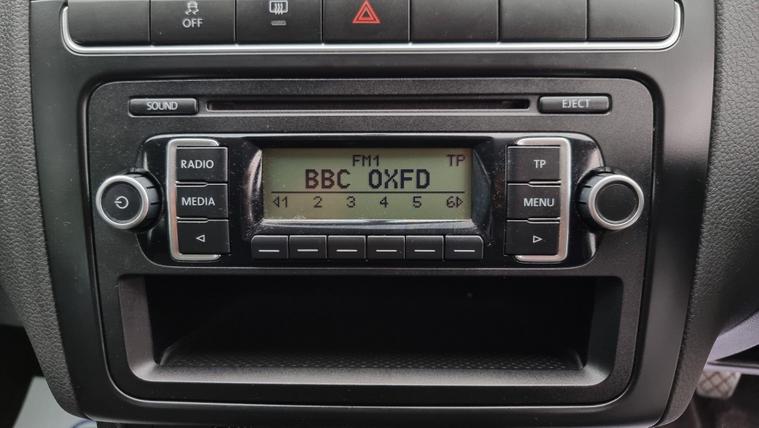 OFF
SOUND
EJECT
RADIO
FM1 TP
TP
BBC OXFD
MEDIA
1 2 3 4 5 6
MENU